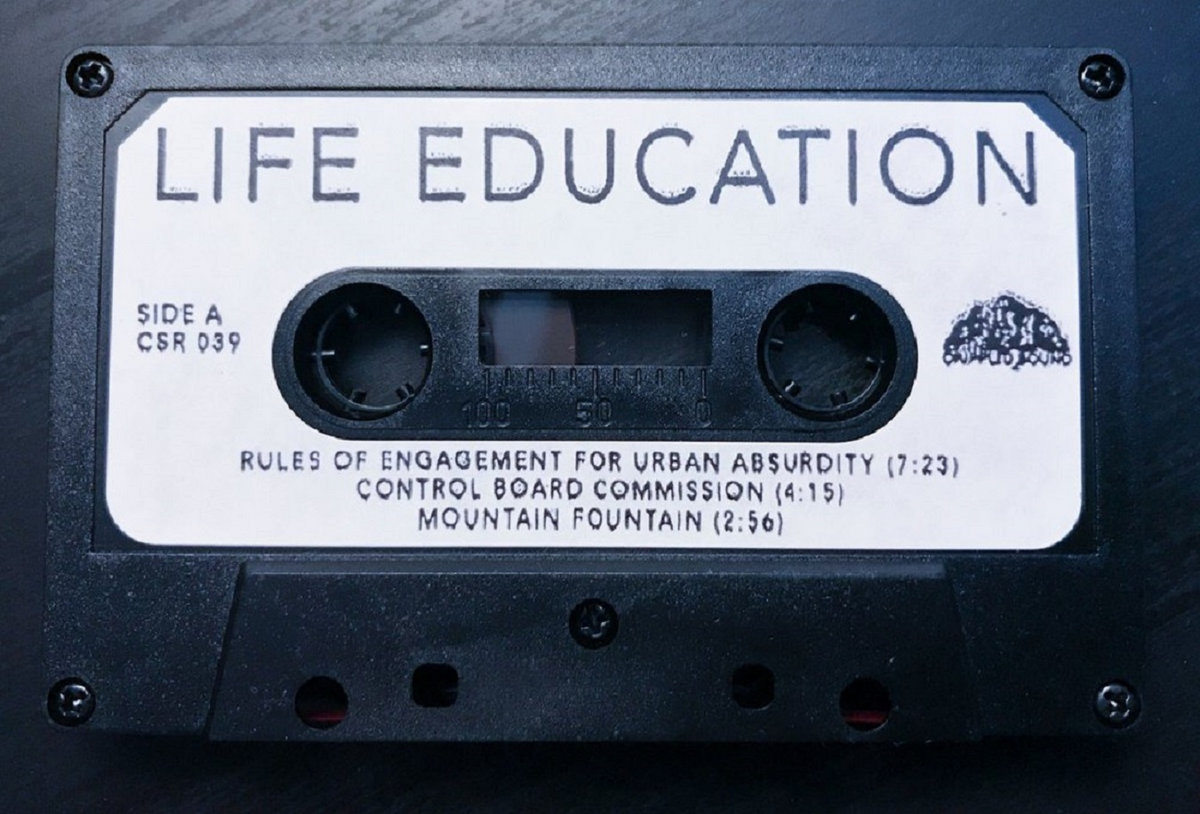 LIFE EDUCATION
SIDE A
CSR 039
100 50 0
RULES OF ENGAGEMENT FOR URBAN ABSURDITY (7:23)
CONTROL BOARD COMMISSION (4:15)
MOUNTAIN FOUNTAIN (2:56)